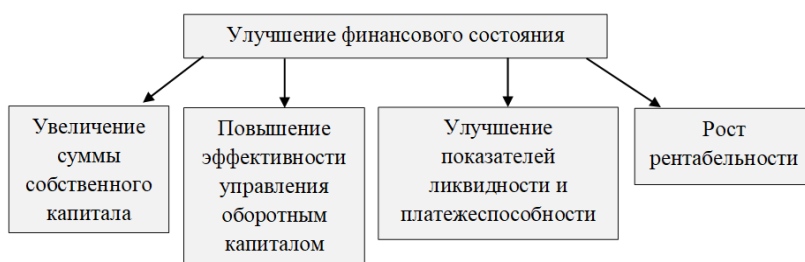 Улучшение финансового состояния
Увеличение
суммы
собственного
капитала
Повышение
эффективности
управления
оборотным
капиталом
Улучшение
показателей
ликвидности и
платежеспособности
Рост
рентабельности